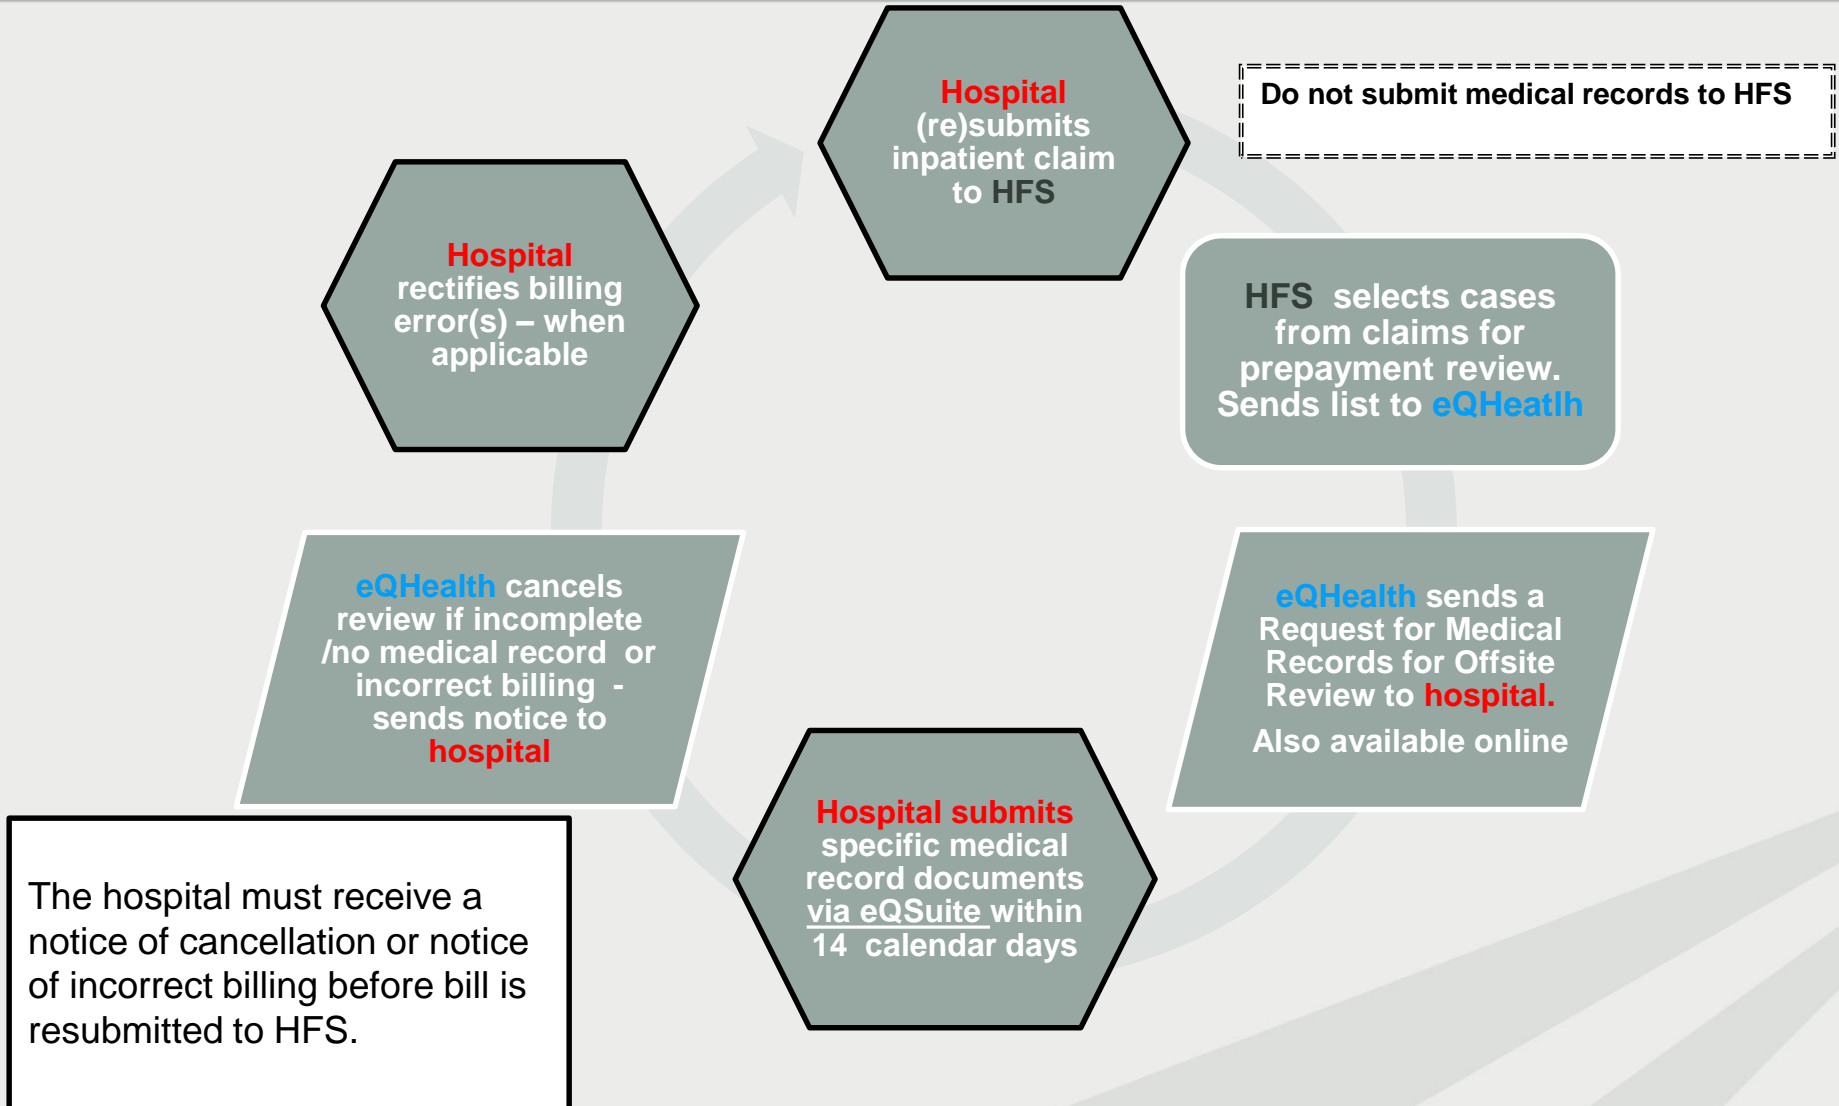 Hospital
(re)submits
inpatient claim
to HFS
Do not submit medical records to HFS
HFS  selects cases
from claims for
prepayment review.
Sends list to eQHeatlh
eQHealth sends a
Request for Medical
Records for Offsite
Review to hospital.
Also available online
Hospital submits
specific medical
record documents
via eQSuite within
14  calendar days
eQHealth cancels
review if incomplete
/no medical record  or
incorrect billing  -
sends notice to
hospital
Hospital
rectifies billing
error(s) – when
applicable
The hospital must receive a
notice of cancellation or notice
of incorrect billing before bill is
resubmitted to HFS.